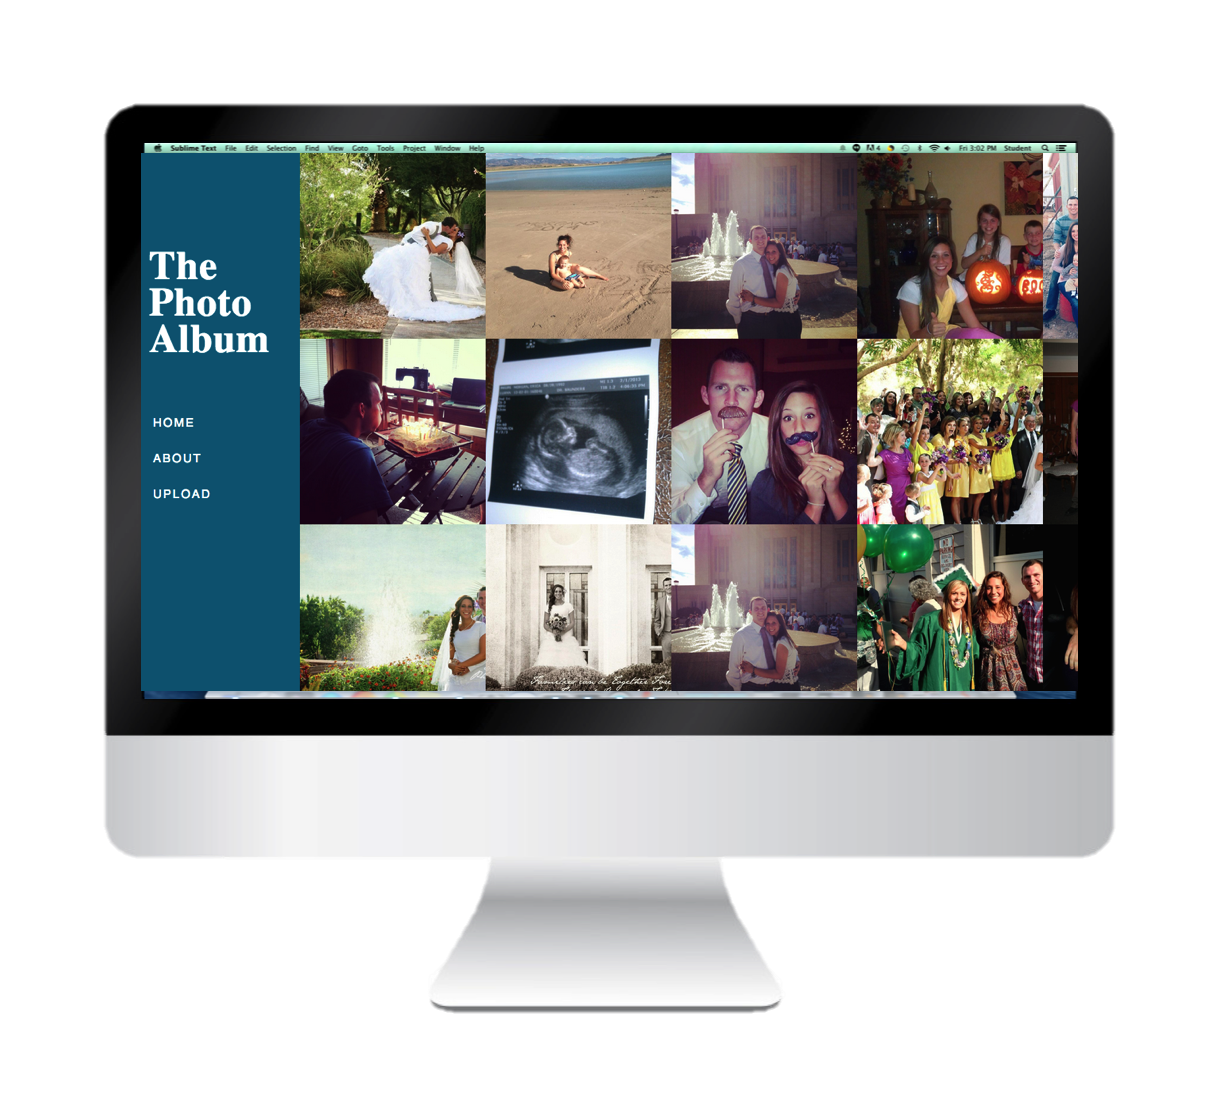 Sublime Text File Edit Selection Find View Goto Tools Project Window Help
4 Fri 3:02 PM Student
The
Photo
Album
HOME
ABOUT
UPLOAD
Families can be Together